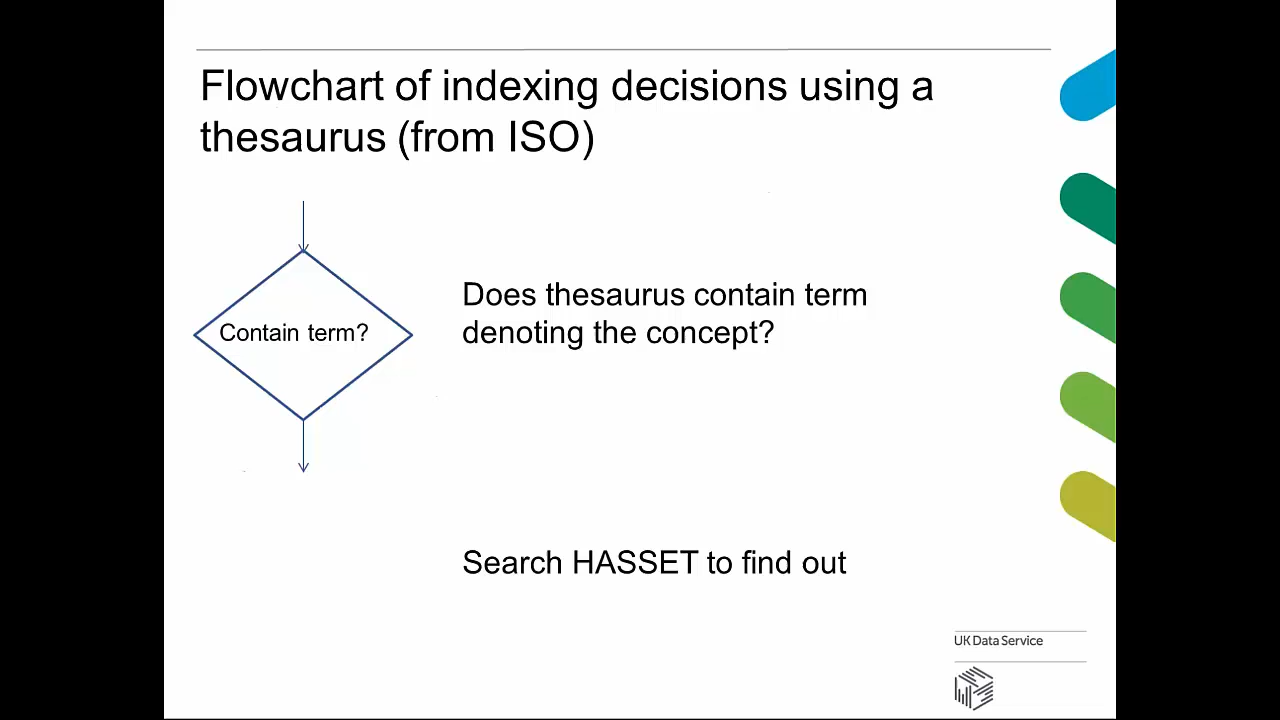 Flowchart of indexing decisions using a
thesaurus (from ISO)
Contain term?
Does thesaurus contain term
denoting the concept?
Search HASSET to find out
UK Data Service